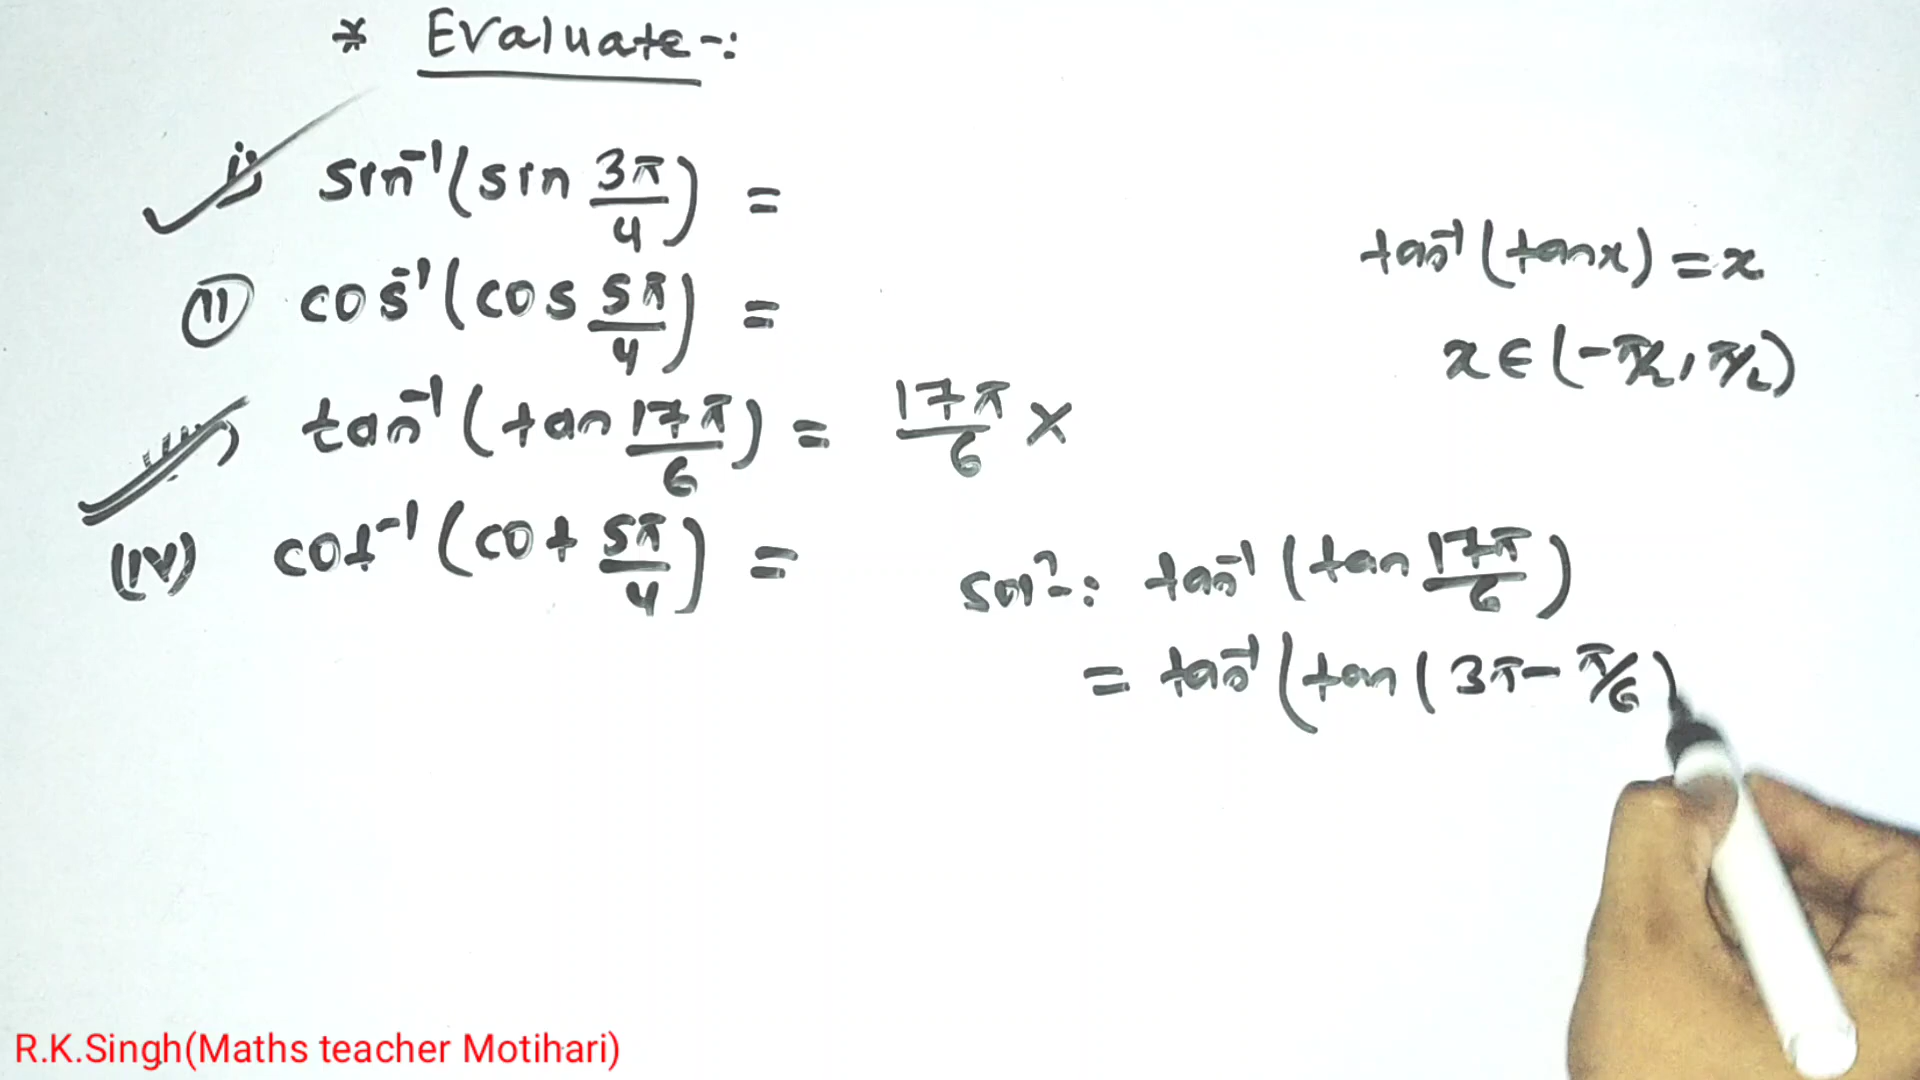 * Evaluate-:
i) sin⁻¹(sin 3π/4) =
(ii) cos⁻¹(cos 5π/4) =
iii) tan⁻¹(tan 17π/6) = 17π/6 ×
(iv) cot⁻¹(cot 5π/4) =
tan⁻¹(tan x) = x
x ∈ (-π/2, π/2)
Solⁿ-: tan⁻¹(tan 17π/6)
= tan⁻¹(tan(3π - π/6)
R.K.Singh(Maths teacher Motihari)